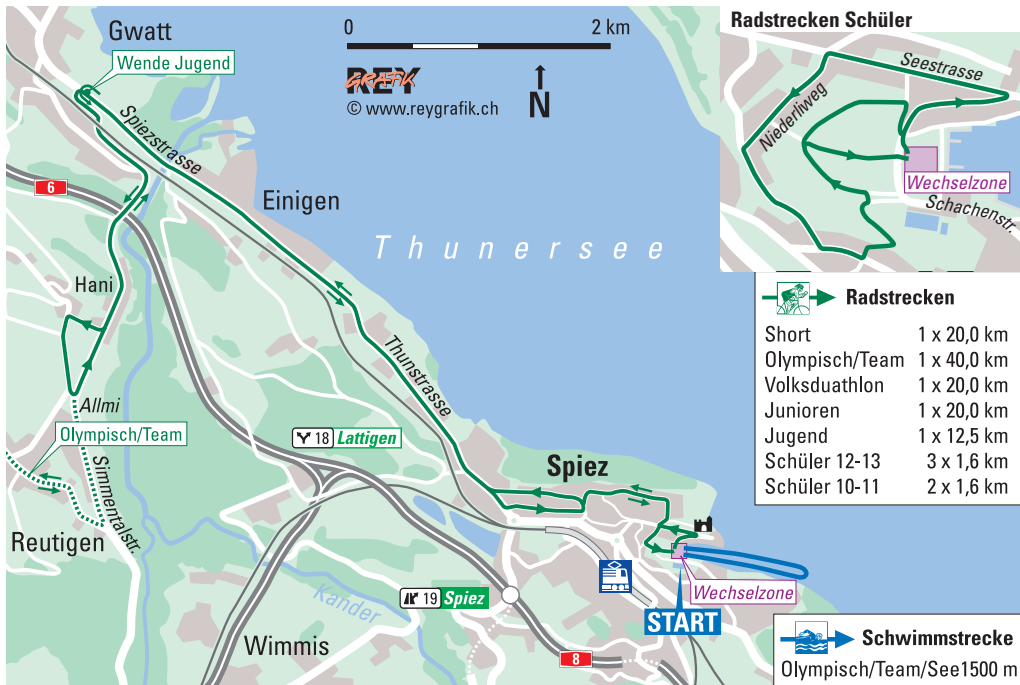 Gwatt
Wende Jugend
Spiezstrasse
6
Einigen
0 2 km
REY
GRAFIK
© www.reygrafik.ch
N
Thunersee
Hani
Allmi
Olympisch/Team
Simmentalstr.
Reutigen
Thunstrasse
18 Lattigen
Spiez
19 Spiez
Kander
Wimmis
8
START
Wechselzone
Radstrecken Schüler
Seestrasse
Niederliweg
Wechselzone
Schachenstr.
Radstrecken
Short 1 x 20,0 km
Olympisch/Team 1 x 40,0 km
Volksduathlon 1 x 20,0 km
Junioren 1 x 20,0 km
Jugend 1 x 12,5 km
Schüler 12-13 3 x 1,6 km
Schüler 10-11 2 x 1,6 km
Schwimmstrecke
Olympisch/Team/See1500 m